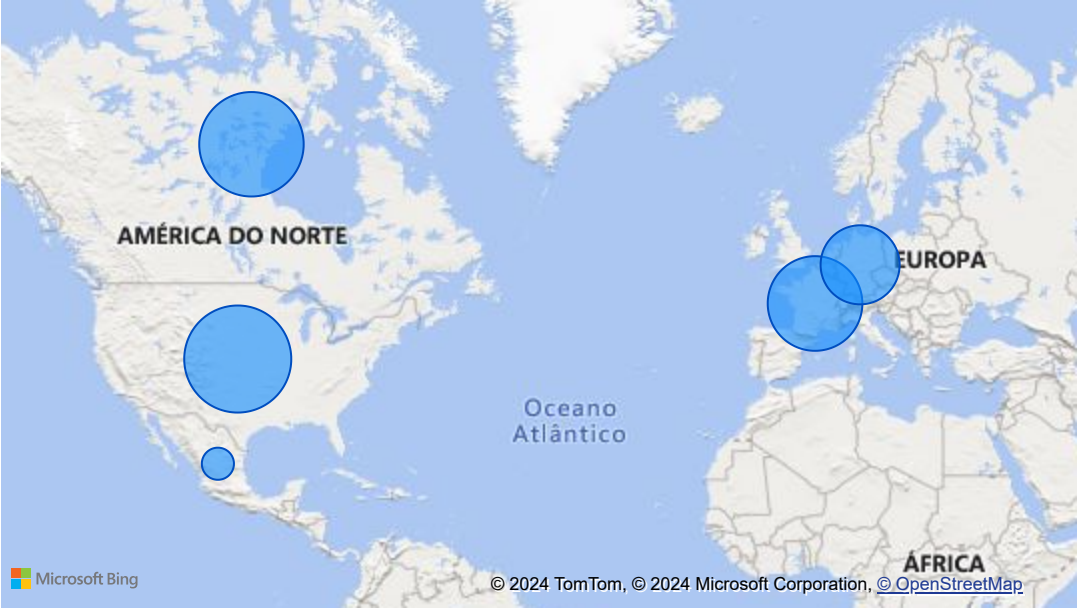 AMÉRICA DO NORTE
EUROPA
Oceano
Atlântico
ÁFRICA
Microsoft Bing
© 2024 TomTom, © 2024 Microsoft Corporation, © OpenStreetMap